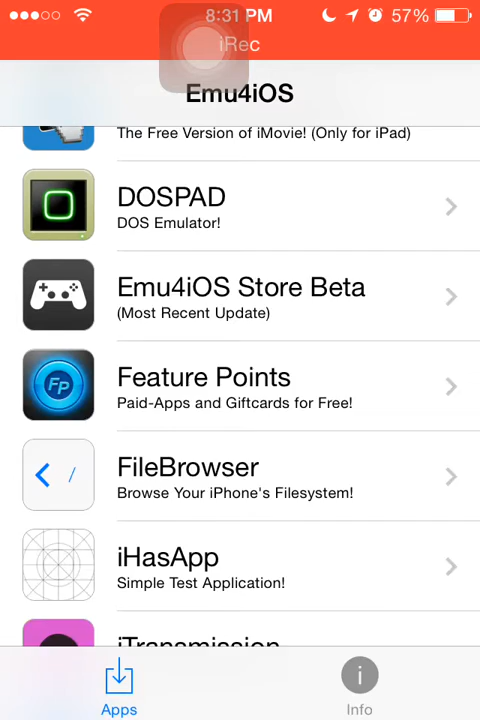 8:31 PM 57%
iRec
Emu4iOS
The Free Version of iMovie! (Only for iPad)
DOSPAD
DOS Emulator!
Emu4iOS Store Beta
(Most Recent Update)
Feature Points
FP
Paid-Apps and Giftcards for Free!
FileBrowser
/
Browse Your iPhone's Filesystem!
iHasApp
Simple Test Application!
iTransmission
Apps
i
Info